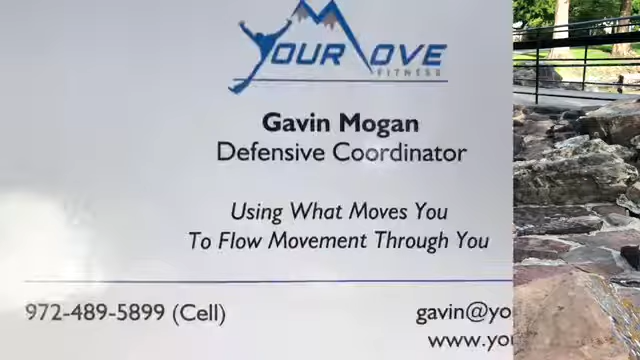 YOUR MOVE
FITNESS
Gavin Mogan
Defensive Coordinator
Using What Moves You
To Flow Movement Through You
972-489-5899 (Cell)
gavin@yo
www.you